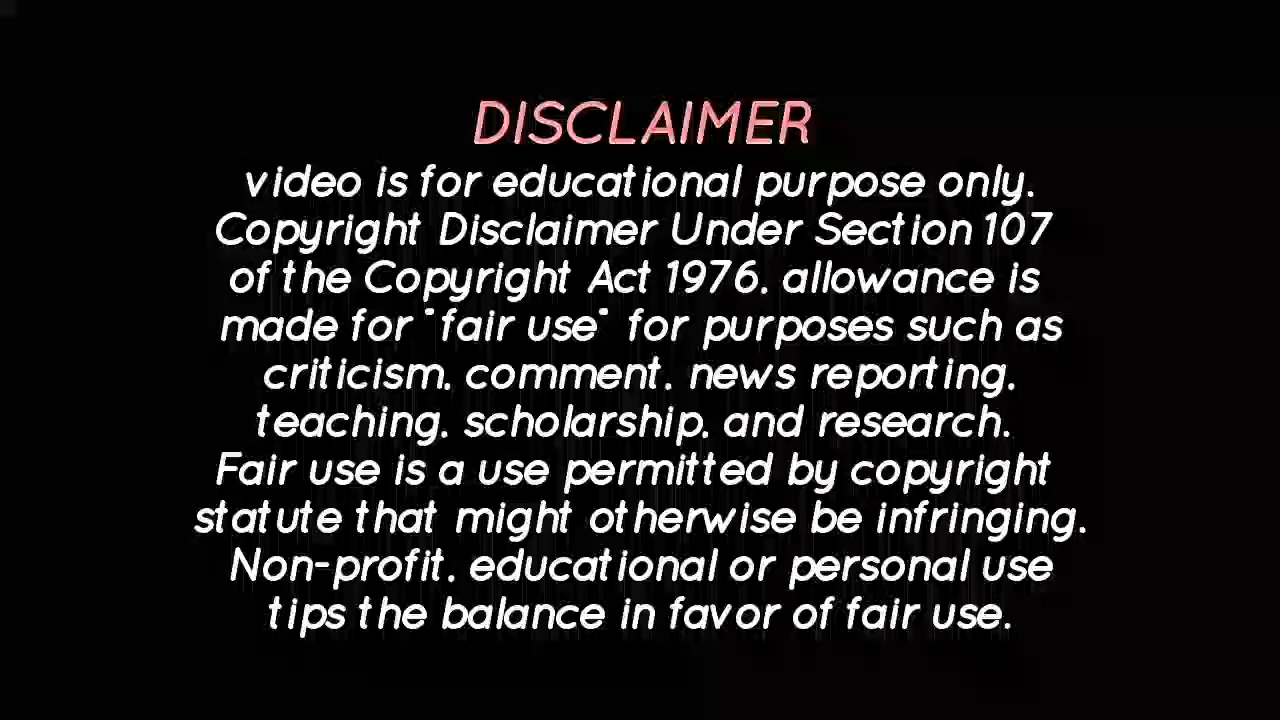 DISCLAIMER
video is for educational purpose only.
Copyright Disclaimer Under Section 107
of the Copyright Act 1976. allowance is
made for "fair use" for purposes such as
criticism. comment. news reporting.
teaching. scholarship. and research.
Fair use is a use permitted by copyright
statute that might otherwise be infringing.
Non-profit. educational or personal use
tips the balance in favor of fair use.